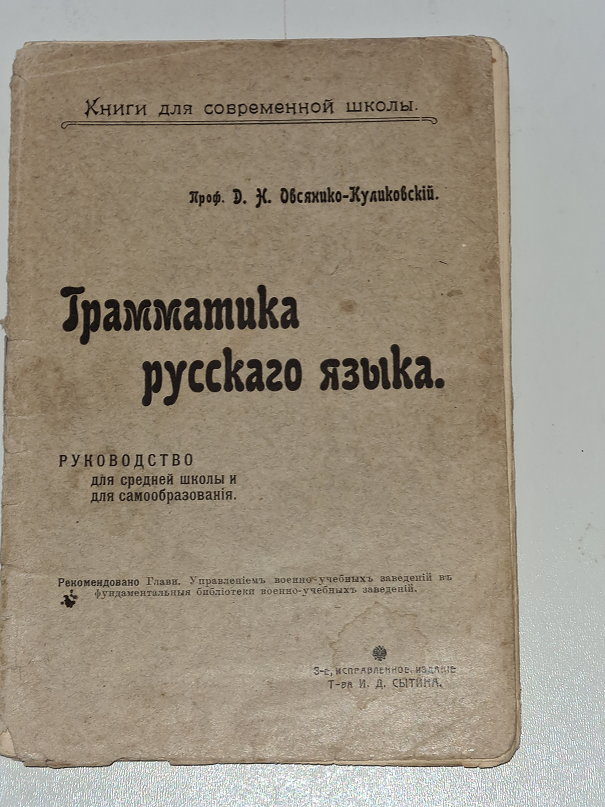 Книги для современной школы.
Проф. Д. Н. Овсянико-Куликовскій.
Грамматика
русскаго языка.
РУКОВОДСТВО
для средней школы и
для самообразованія.
Рекомендовано Главн. Управленіемъ военно-учебныхъ заведеній въ
фундаментальныя библіотеки военно-учебныхъ заведеній.
3-е, ИСПРАВЛЕННОЕ ИЗДАНІЕ
Т-ва И. Д. СЫТИНА.